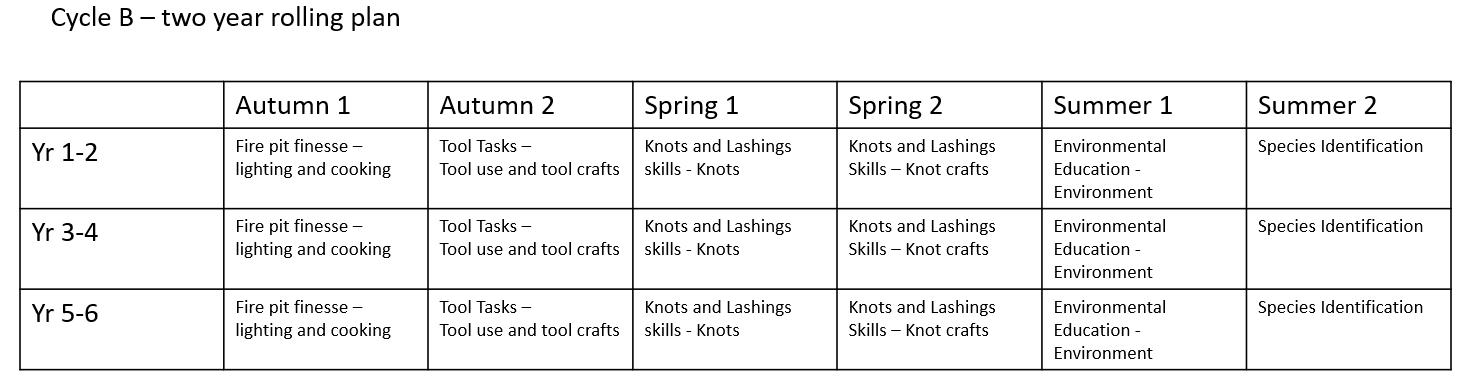 Cycle B – two year rolling plan
Autumn 1
Autumn 2
Spring 1
Spring 2
Summer 1
Summer 2
Yr 1-2
Fire pit finesse –
lighting and cooking
Tool Tasks –
Tool use and tool crafts
Knots and Lashings
skills - Knots
Knots and Lashings
Skills – Knot crafts
Environmental
Education -
Environment
Species Identification
Yr 3-4
Fire pit finesse –
lighting and cooking
Tool Tasks –
Tool use and tool crafts
Knots and Lashings
skills - Knots
Knots and Lashings
Skills – Knot crafts
Environmental
Education -
Environment
Species Identification
Yr 5-6
Fire pit finesse –
lighting and cooking
Tool Tasks –
Tool use and tool crafts
Knots and Lashings
skills - Knots
Knots and Lashings
Skills – Knot crafts
Environmental
Education -
Environment
Species Identification